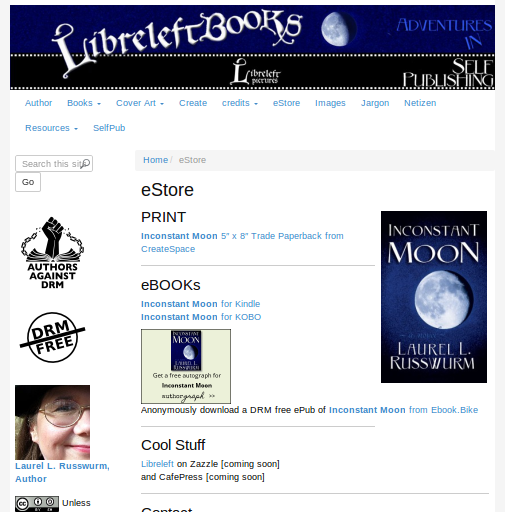 LibreleftBooks
Adventures
in
Self
Publishing
Libreleft
pictures
Author Books Cover Art Create credits eStore Images Jargon Netizen
Resources SelfPub
Search this site
Go
Home / eStore
eStore
PRINT
Inconstant Moon 5" x 8" Trade Paperback from
CreateSpace
INCONSTANT
MOON
- a novel -
LAUREL L.
RUSSWURM
eBOOKs
Inconstant Moon for Kindle
Inconstant Moon for KOBO
INCONSTANT
MOON
Get a free autograph for
Inconstant Moon
authorgraph >>
Anonymously download a DRM free ePub of Inconstant Moon from Ebook.Bike
Cool Stuff
Libreleft on Zazzle [coming soon]
and CafePress [coming soon]
Contact
AUTHORS
AGAINST
DRM
DRM
FREE
Laurel L. Russwurm,
Author
cc Unless